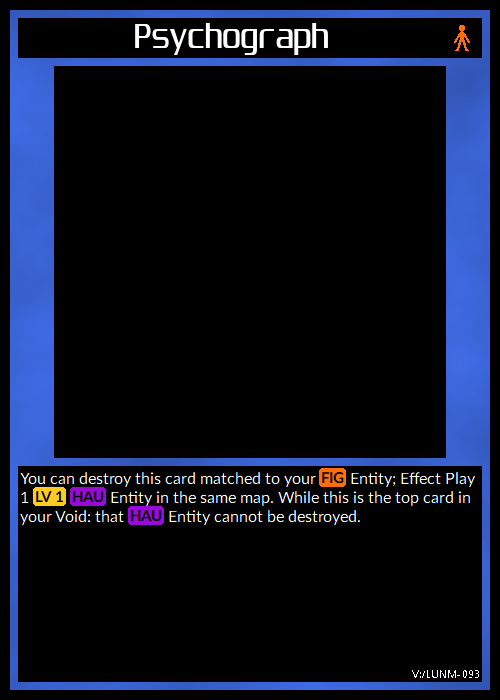 Psychograph
You can destroy this card matched to your FIG Entity; Effect Play
1 LV 1 HAU Entity in the same map. While this is the top card in
your Void: that HAU Entity cannot be destroyed.
V:/LUNM-093